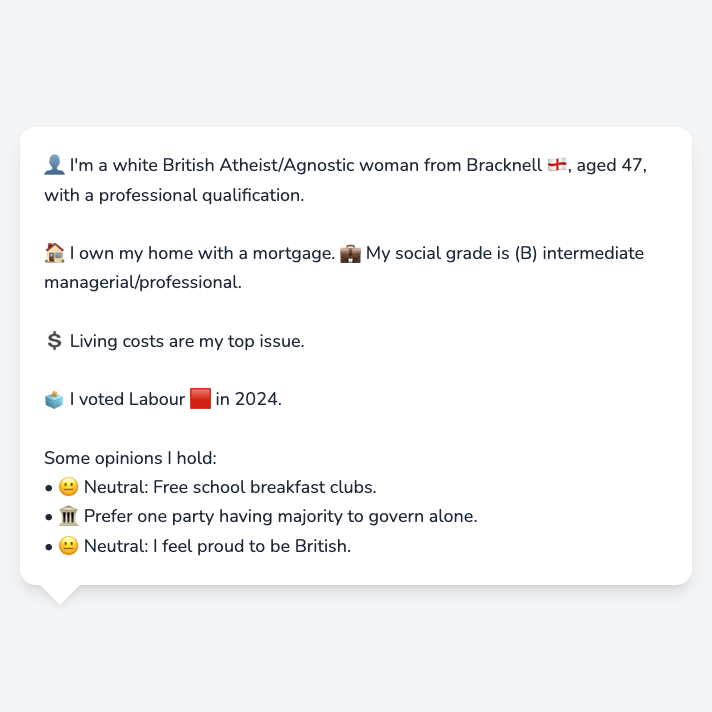 👤 I'm a white British Atheist/Agnostic woman from Bracknell 🏴󠁧󠁢󠁥󠁮󠁧󠁿, aged 47,
with a professional qualification.
🏠 I own my home with a mortgage. 💼 My social grade is (B) intermediate
managerial/professional.
💲 Living costs are my top issue.
🗳️ I voted Labour 🟥 in 2024.
Some opinions I hold:
• 😐 Neutral: Free school breakfast clubs.
• 🏛️ Prefer one party having majority to govern alone.
• 😐 Neutral: I feel proud to be British.